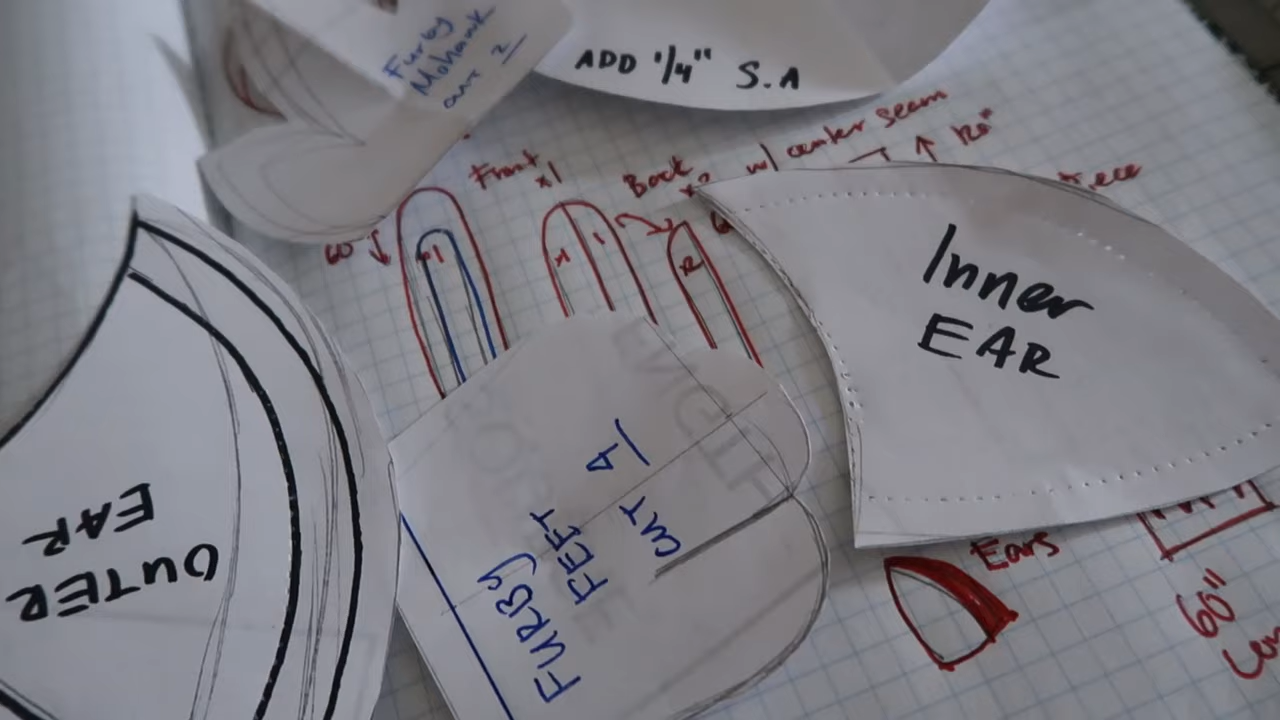 Furby
Mohawk
cut 2
ADD 1/4" S.A
Front
x1
Back
w/ center seam
120"
60"
Inner
EAR
OUTER
EAR
FURBY
FEET
CUT 4
Ears
60"